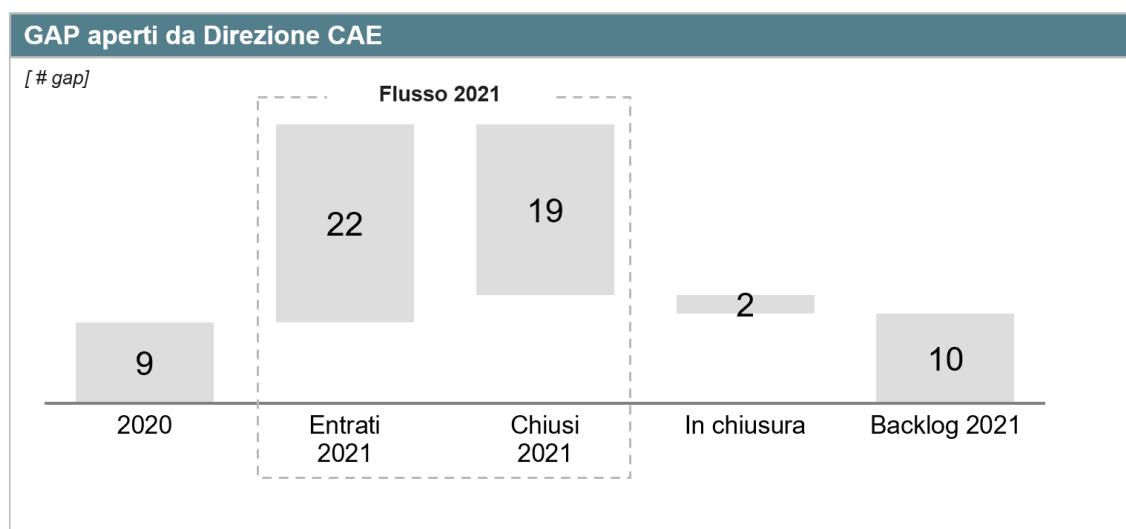 GAP aperti da Direzione CAE
[ # gap]
Flusso 2021
22
19
2
9
10
2020
Entrati
2021
Chiusi
2021
In chiusura
Backlog 2021